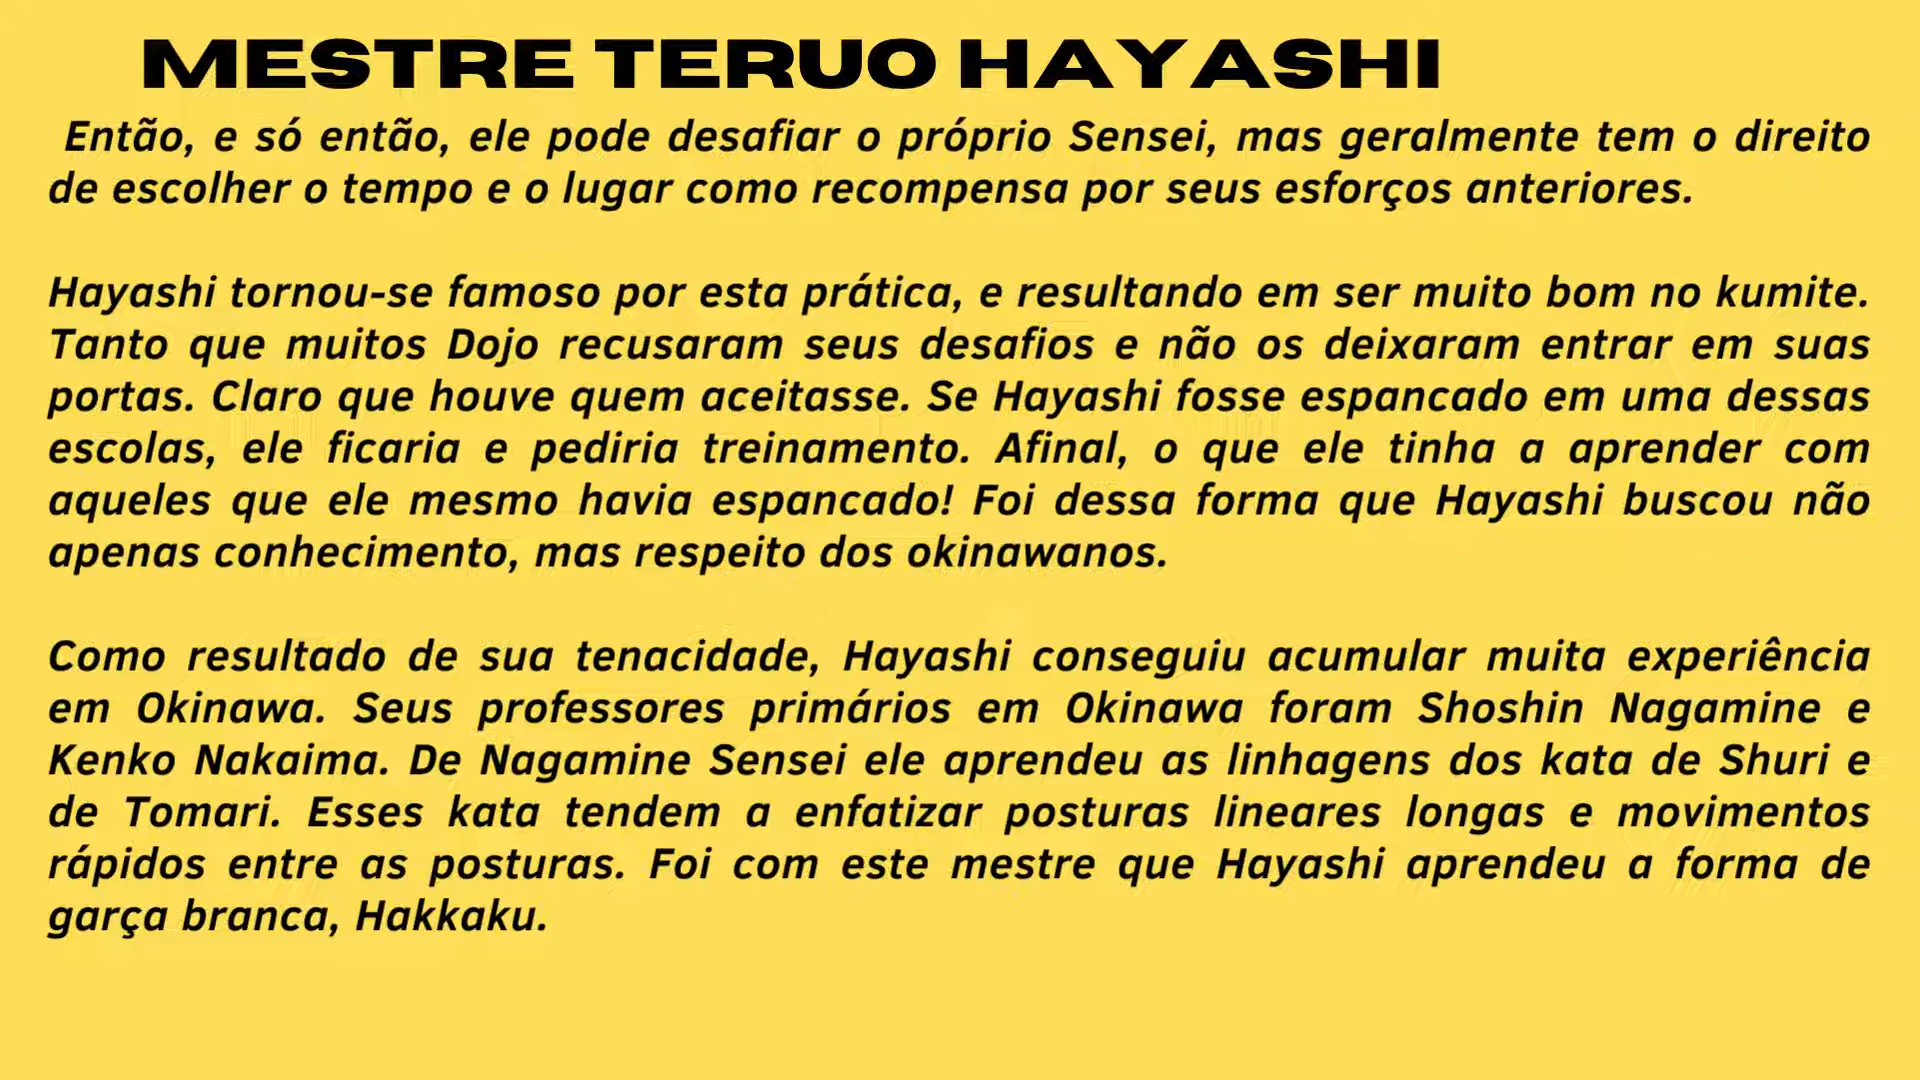 MESTRE TERUO HAYASHI
Então, e só então, ele pode desafiar o próprio Sensei, mas geralmente tem o direito
de escolher o tempo e o lugar como recompensa por seus esforços anteriores.
Hayashi tornou-se famoso por esta prática, e resultando em ser muito bom no kumite.
Tanto que muitos Dojo recusaram seus desafios e não os deixaram entrar em suas
portas. Claro que houve quem aceitasse. Se Hayashi fosse espancado em uma dessas
escolas, ele ficaria e pediria treinamento. Afinal, o que ele tinha a aprender com
aqueles que ele mesmo havia espancado! Foi dessa forma que Hayashi buscou não
apenas conhecimento, mas respeito dos okinawanos.
Como resultado de sua tenacidade, Hayashi conseguiu acumular muita experiência
em Okinawa. Seus professores primários em Okinawa foram Shoshin Nagamine e
Kenko Nakaima. De Nagamine Sensei ele aprendeu as linhagens dos kata de Shuri e
de Tomari. Esses kata tendem a enfatizar posturas lineares longas e movimentos
rápidos entre as posturas. Foi com este mestre que Hayashi aprendeu a forma de
garça branca, Hakkaku.